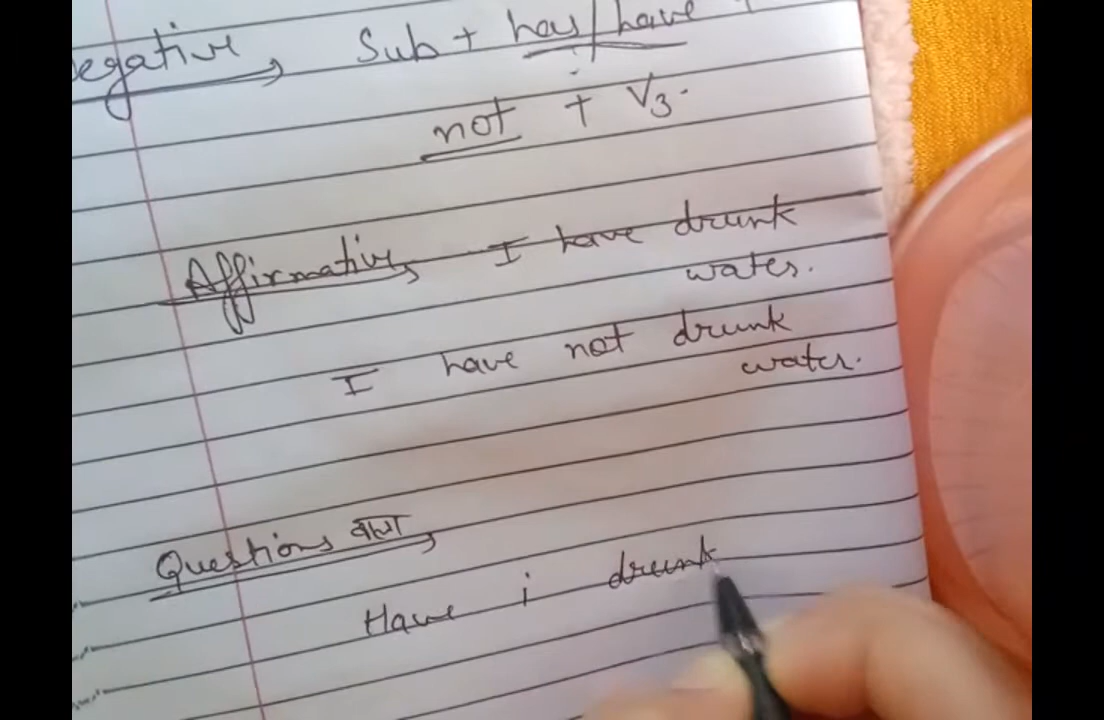 egative → Sub + has/have +
not + V3.
Affirmative, I have drunk
water.
I have not drunk
water.
Questions वाला
Have i drunk